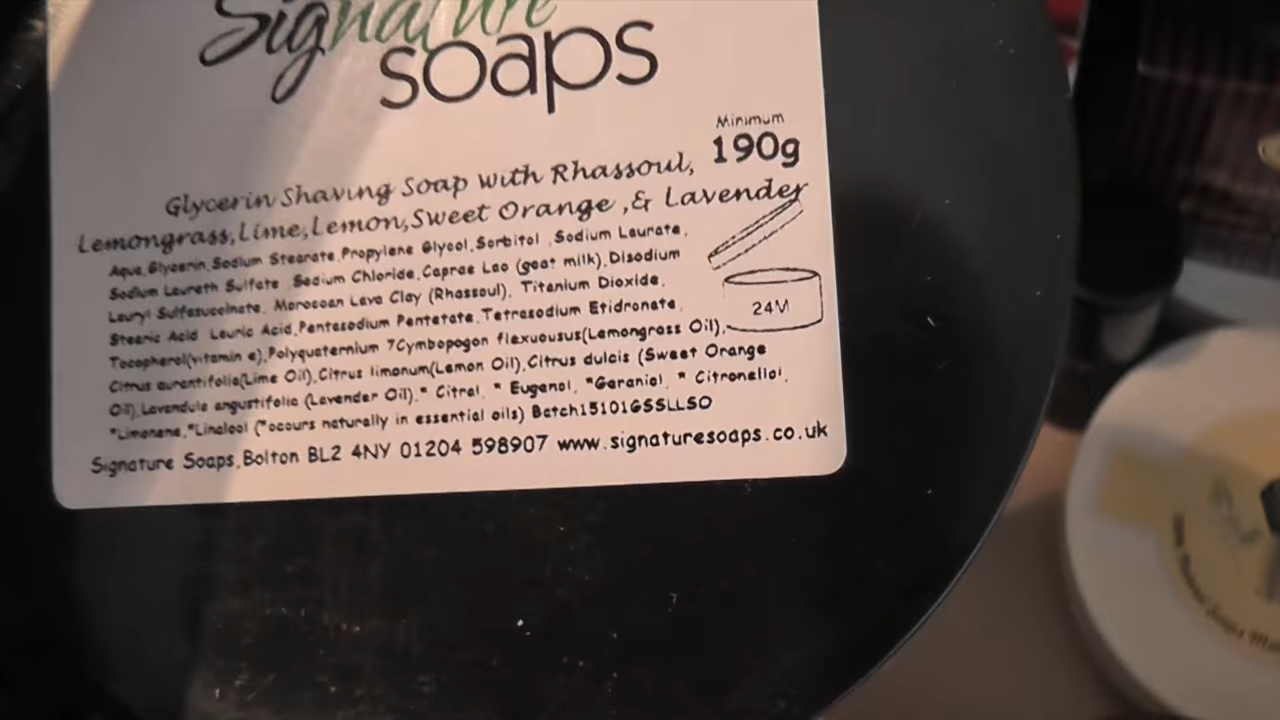 Signature
soaps
Minimum
190g
Glycerin Shaving Soap with Rhassoul,
Lemongrass,Lime,Lemon,Sweet Orange ,& Lavender
Aqua,Glycerin,Sodium Stearate,Propylene Glycol,Sorbitol ,Sodium Laurate,
Sodium Laureth Sulfate ,Sodium Chloride,Caprae Lac (goat milk),Disodium
Lauryl Sulfosuccinate, Moroccan Lava Clay (Rhassoul), Titanium Dioxide,
Stearic Acid Lauric Acid,Pentasodium Pentetate,Tetrasodium Etidronate,
24M
Tocopherol(vitamin e),Polyquaternium 7Cymbopogon flexuousus(Lemongrass Oil),
Citrus aurantifolia(Lime Oil),Citrus limonum(Lemon Oil),Citrus dulcis (Sweet Orange
Oil),Lavendula angustifolia (Lavender Oil),* Citral, * Eugenol, *Geraniol, * Citronellol,
*Limonene,*Linalool (*occurs naturally in essential oils) Batch15101GSSLLSO
Signature Soaps,Bolton BL2 4NY 01204 598907 www.signaturesoaps.co.uk